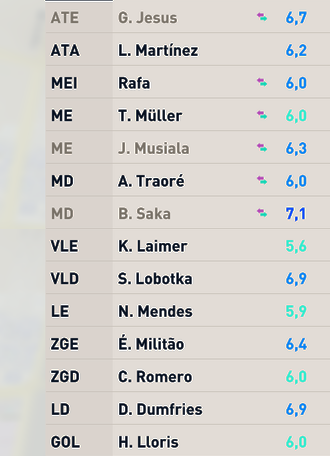 ATE G. Jesus 6,7
ATA L. Martínez 6,2
MEI Rafa 6,0
ME T. Müller 6,0
ME J. Musiala 6,3
MD A. Traoré 6,0
MD B. Saka 7,1
VLE K. Laimer 5,6
VLD S. Lobotka 6,9
LE N. Mendes 5,9
ZGE É. Militão 6,4
ZGD C. Romero 6,0
LD D. Dumfries 6,9
GOL H. Lloris 6,0